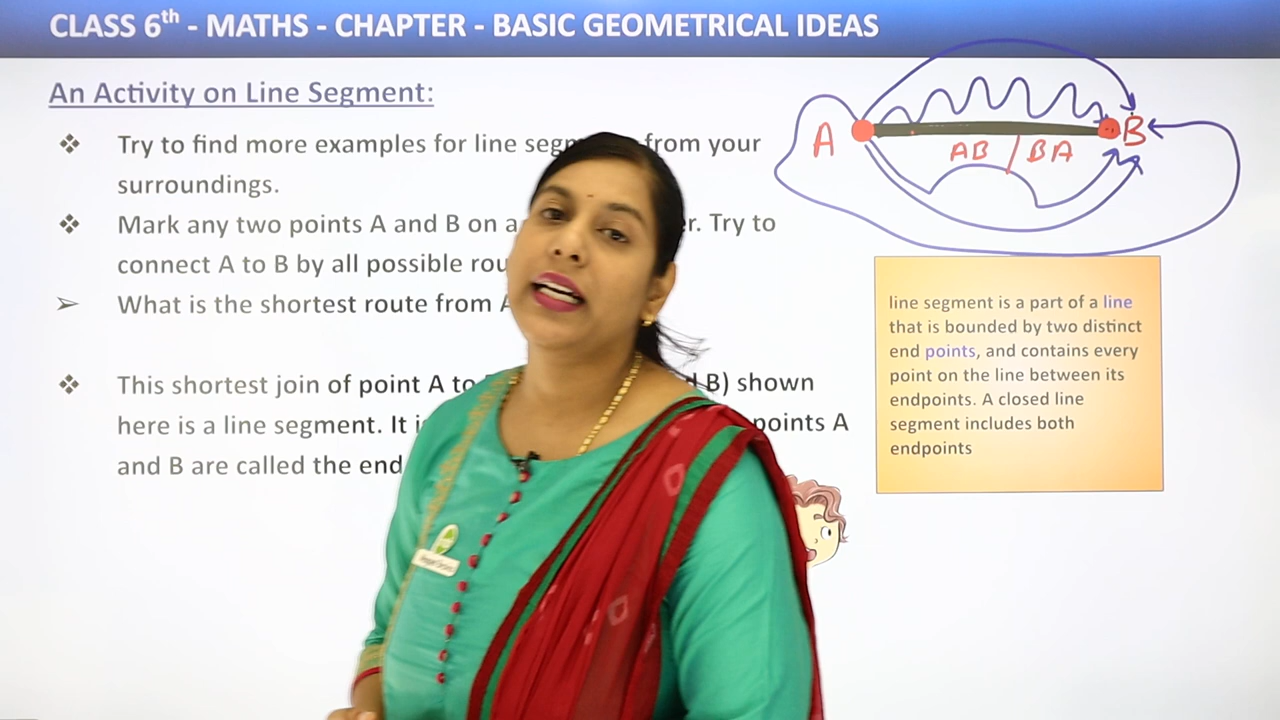 CLASS 6th - MATHS - CHAPTER - BASIC GEOMETRICAL IDEAS
An Activity on Line Segment:
Try to find more examples for line from your
surroundings.
Mark any two points A and B on Try to
connect A to B by all possible
What is the shortest route from
This shortest join of point A to B) shown
here is a line segment. It points A
and B are called the end
A
B
AB / BA
line segment is a part of a line
that is bounded by two distinct
end points, and contains every
point on the line between its
endpoints. A closed line
segment includes both
endpoints